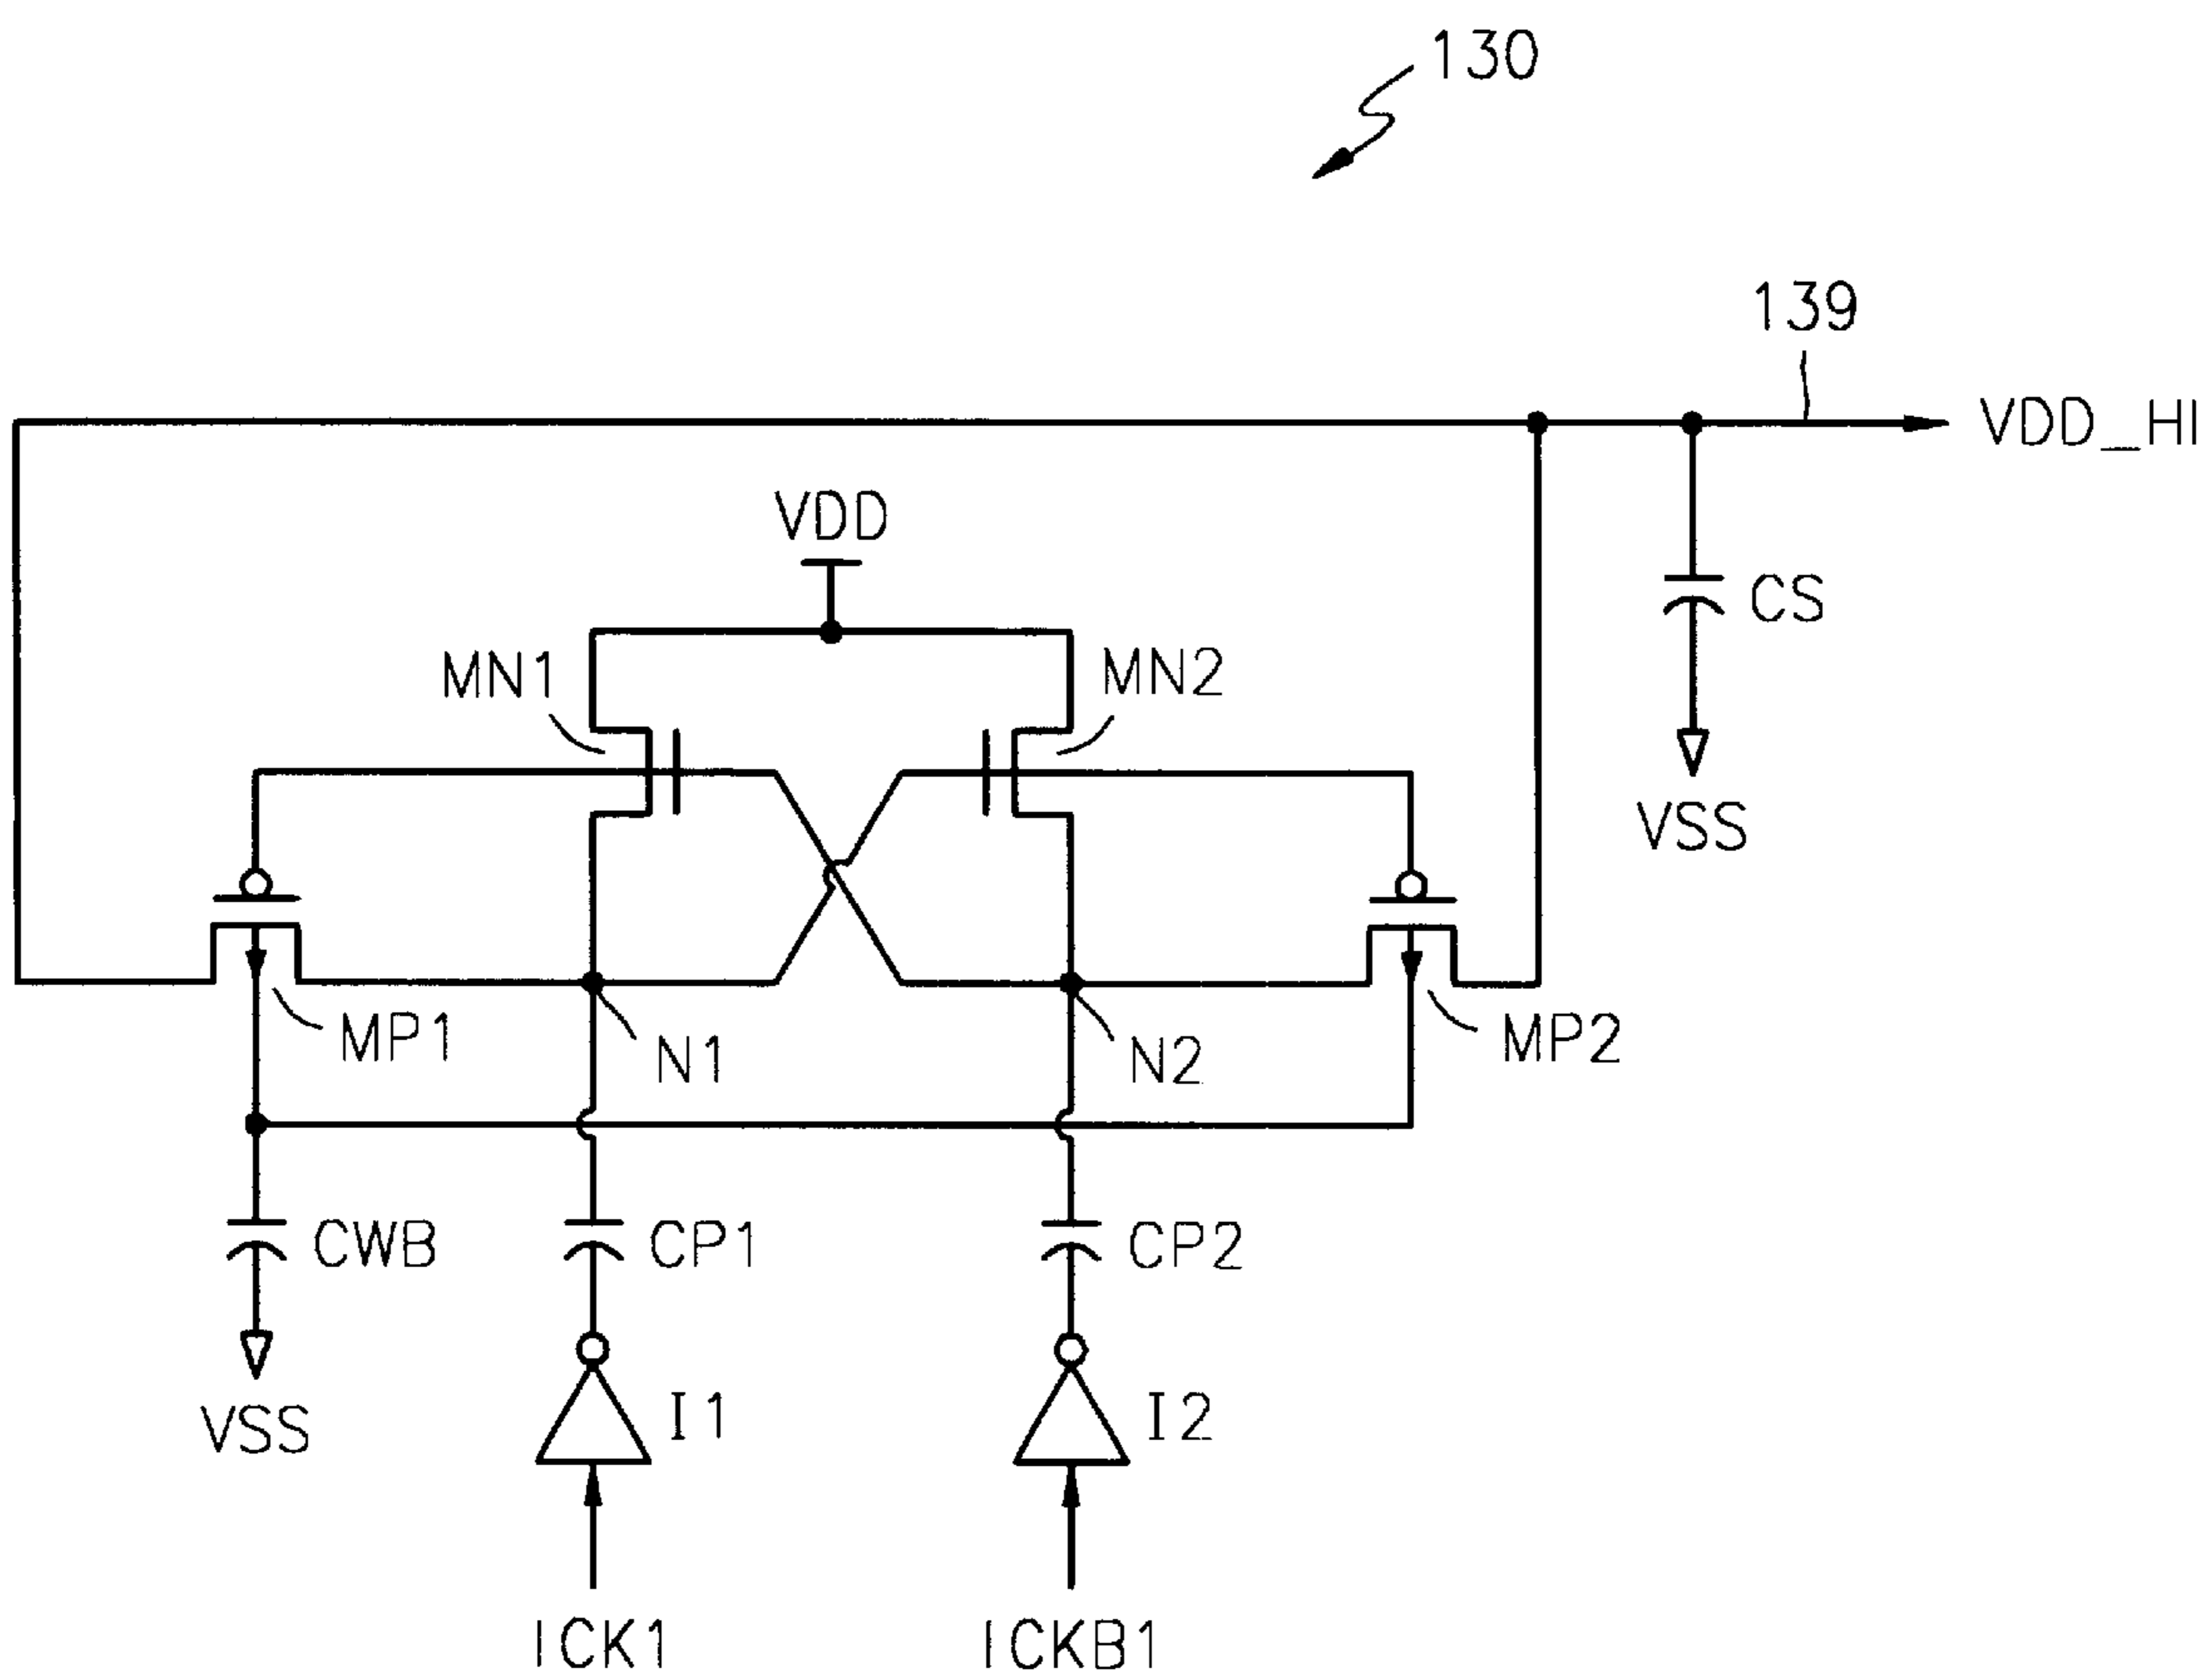 130
139
VDD_HI
VDD
CS
MN1
MN2
VSS
MP1
N1
N2
MP2
CWB
CP1
CP2
VSS
I1
I2
ICK1
ICKB1